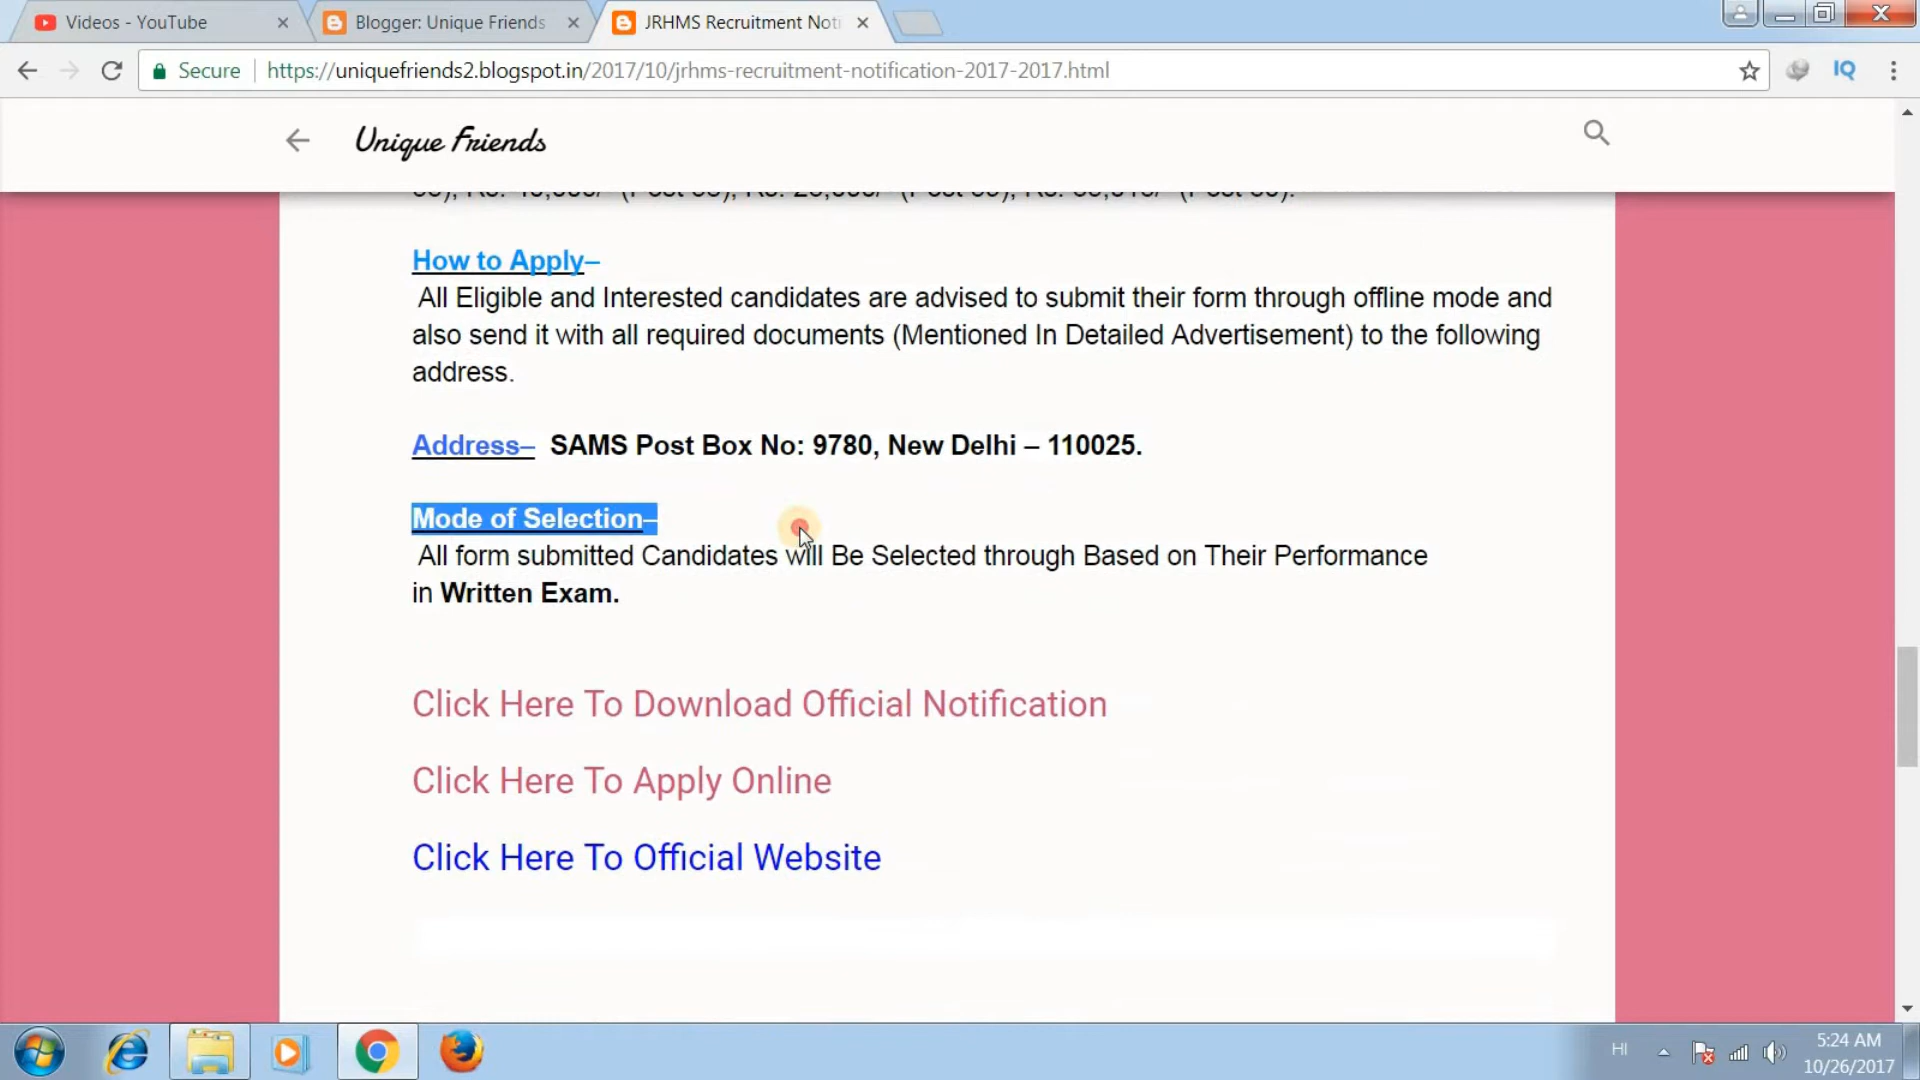 Videos - YouTube
Blogger: Unique Friends
JRHMS Recruitment Noti
Secure
https://uniquefriends2.blogspot.in/2017/10/jrhms-recruitment-notification-2017-2017.html
IQ
Unique Friends
How to Apply–
All Eligible and Interested candidates are advised to submit their form through offline mode and
also send it with all required documents (Mentioned In Detailed Advertisement) to the following
address.
Address– SAMS Post Box No: 9780, New Delhi – 110025.
Mode of Selection–
All form submitted Candidates will Be Selected through Based on Their Performance
in Written Exam.
Click Here To Download Official Notification
Click Here To Apply Online
Click Here To Official Website
HI
5:24 AM
10/26/2017